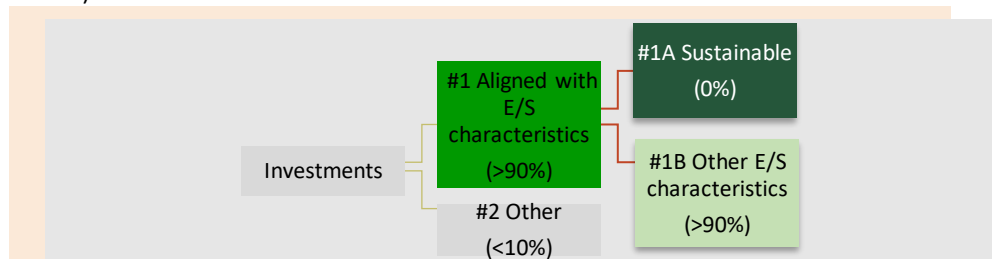 Investments
#1 Aligned with
E/S
characteristics
(>90%)
#2 Other
(<10%)
#1A Sustainable
(0%)
#1B Other E/S
characteristics
(>90%)